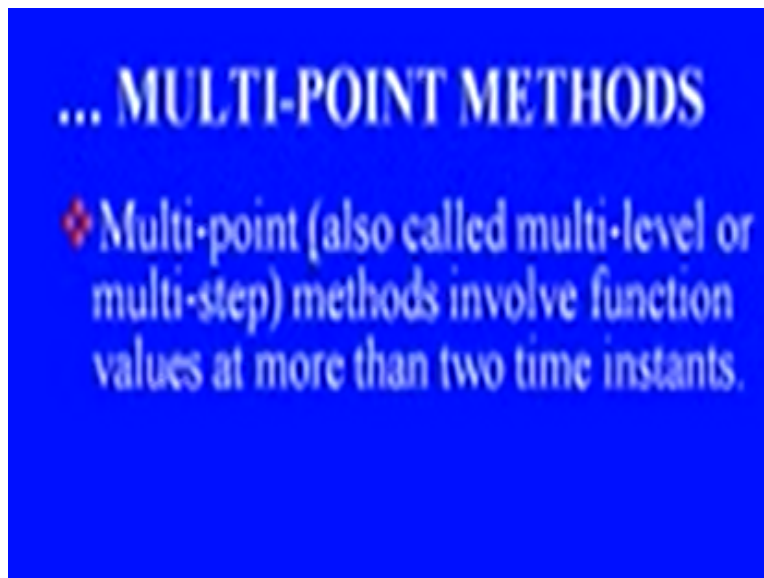 ... MULTI-POINT METHODS
Multi-point (also called multi-level or
multi-step) methods involve function
values at more than two time instants.